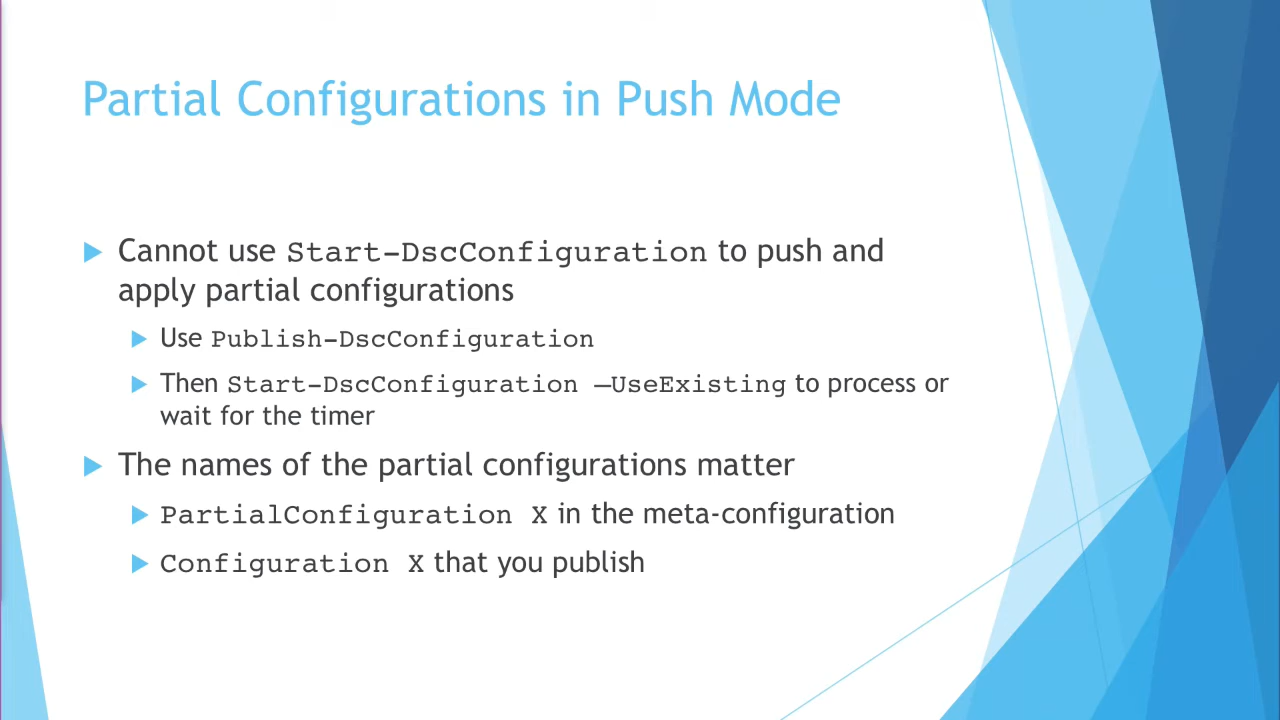 Partial Configurations in Push Mode
Cannot use Start-DscConfiguration to push and
apply partial configurations
Use Publish-DscConfiguration
Then Start-DscConfiguration –UseExisting to process or
wait for the timer
The names of the partial configurations matter
PartialConfiguration X in the meta-configuration
Configuration X that you publish